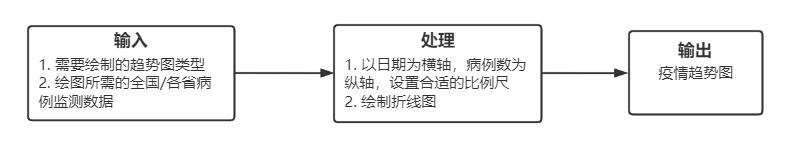 输入
1. 需要绘制的趋势图类型
2. 绘图所需的全国/各省病
例监测数据
处理
1. 以日期为横轴，病例数为
纵轴，设置合适的比例尺
2. 绘制折线图
输出
疫情趋势图